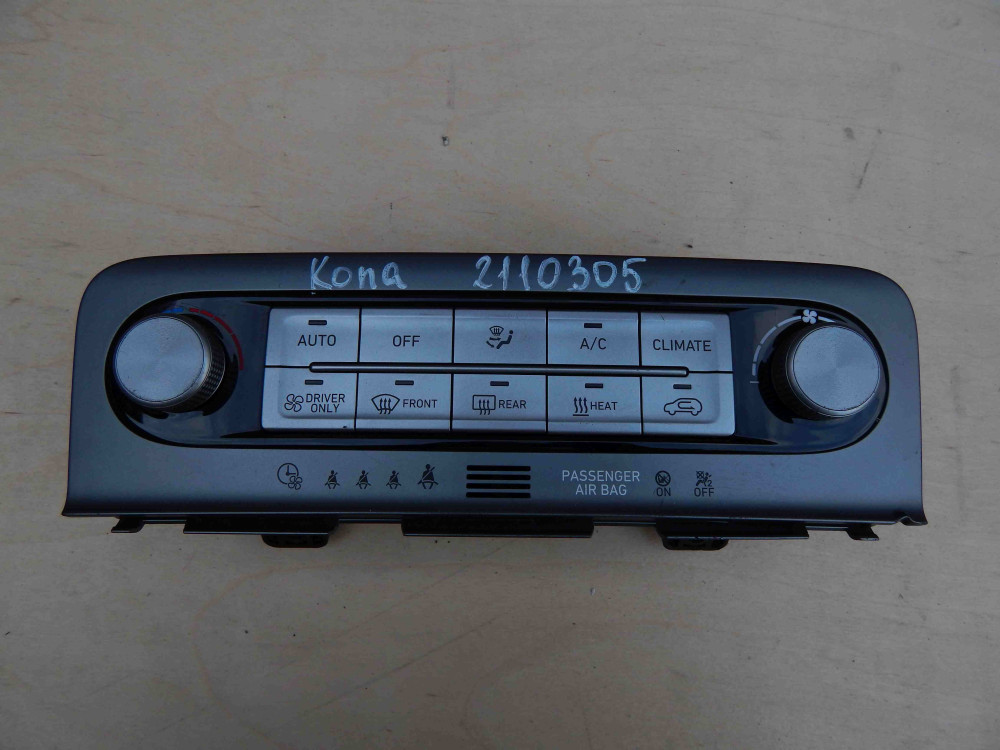 Kona 2110305
AUTO OFF A/C CLIMATE
DRIVER ONLY FRONT REAR HEAT
PASSENGER AIR BAG ON OFF